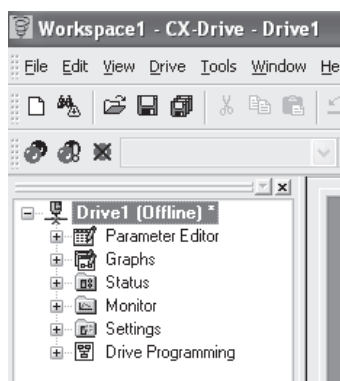 Workspace1 - CX-Drive - Drive1
File Edit View Drive Tools Window He
Drive1 (Offline) *
Parameter Editor
Graphs
Status
Monitor
Settings
Drive Programming